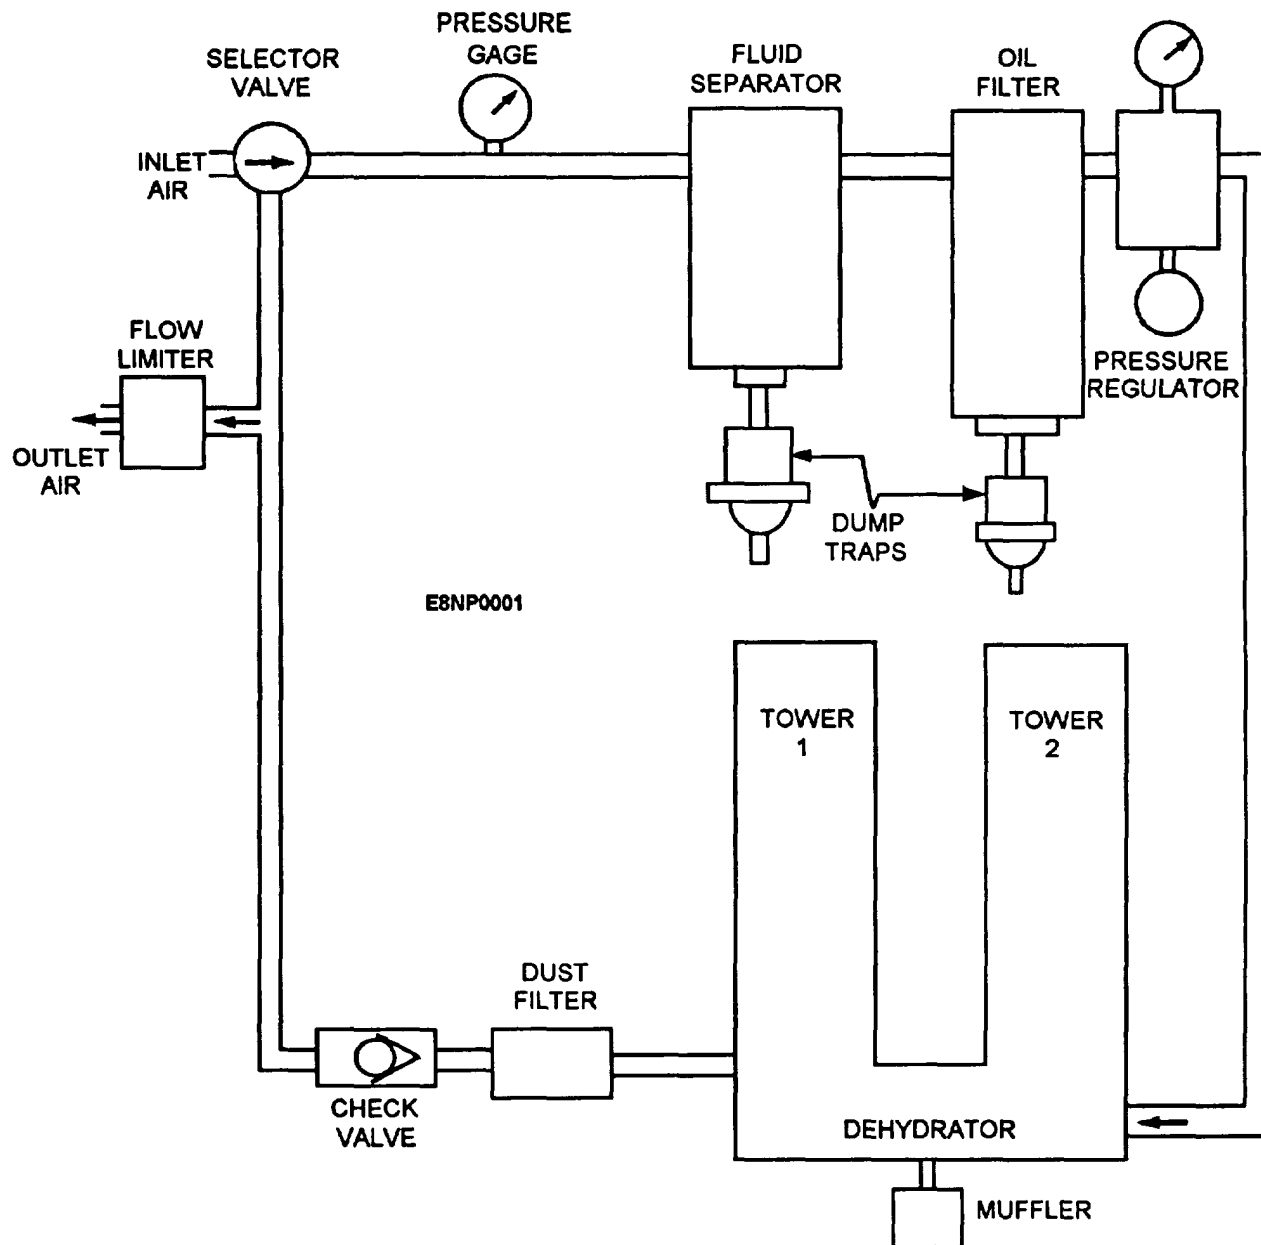 PRESSURE
GAGE
SELECTOR
VALVE
FLUID
SEPARATOR
OIL
FILTER
INLET
AIR
FLOW
LIMITER
PRESSURE
REGULATOR
OUTLET
AIR
DUMP
TRAPS
E8NP0001
TOWER
1
TOWER
2
DUST
FILTER
CHECK
VALVE
DEHYDRATOR
MUFFLER